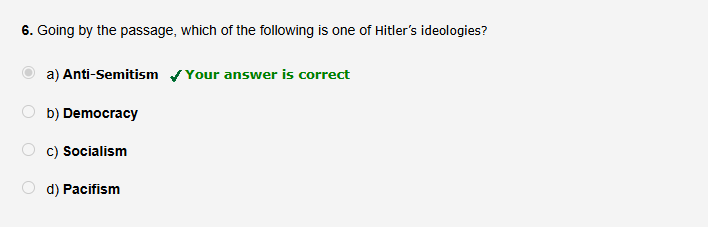 6. Going by the passage, which of the following is one of Hitler's ideologies?
a) Anti-Semitism ✓Your answer is correct
b) Democracy
c) Socialism
d) Pacifism